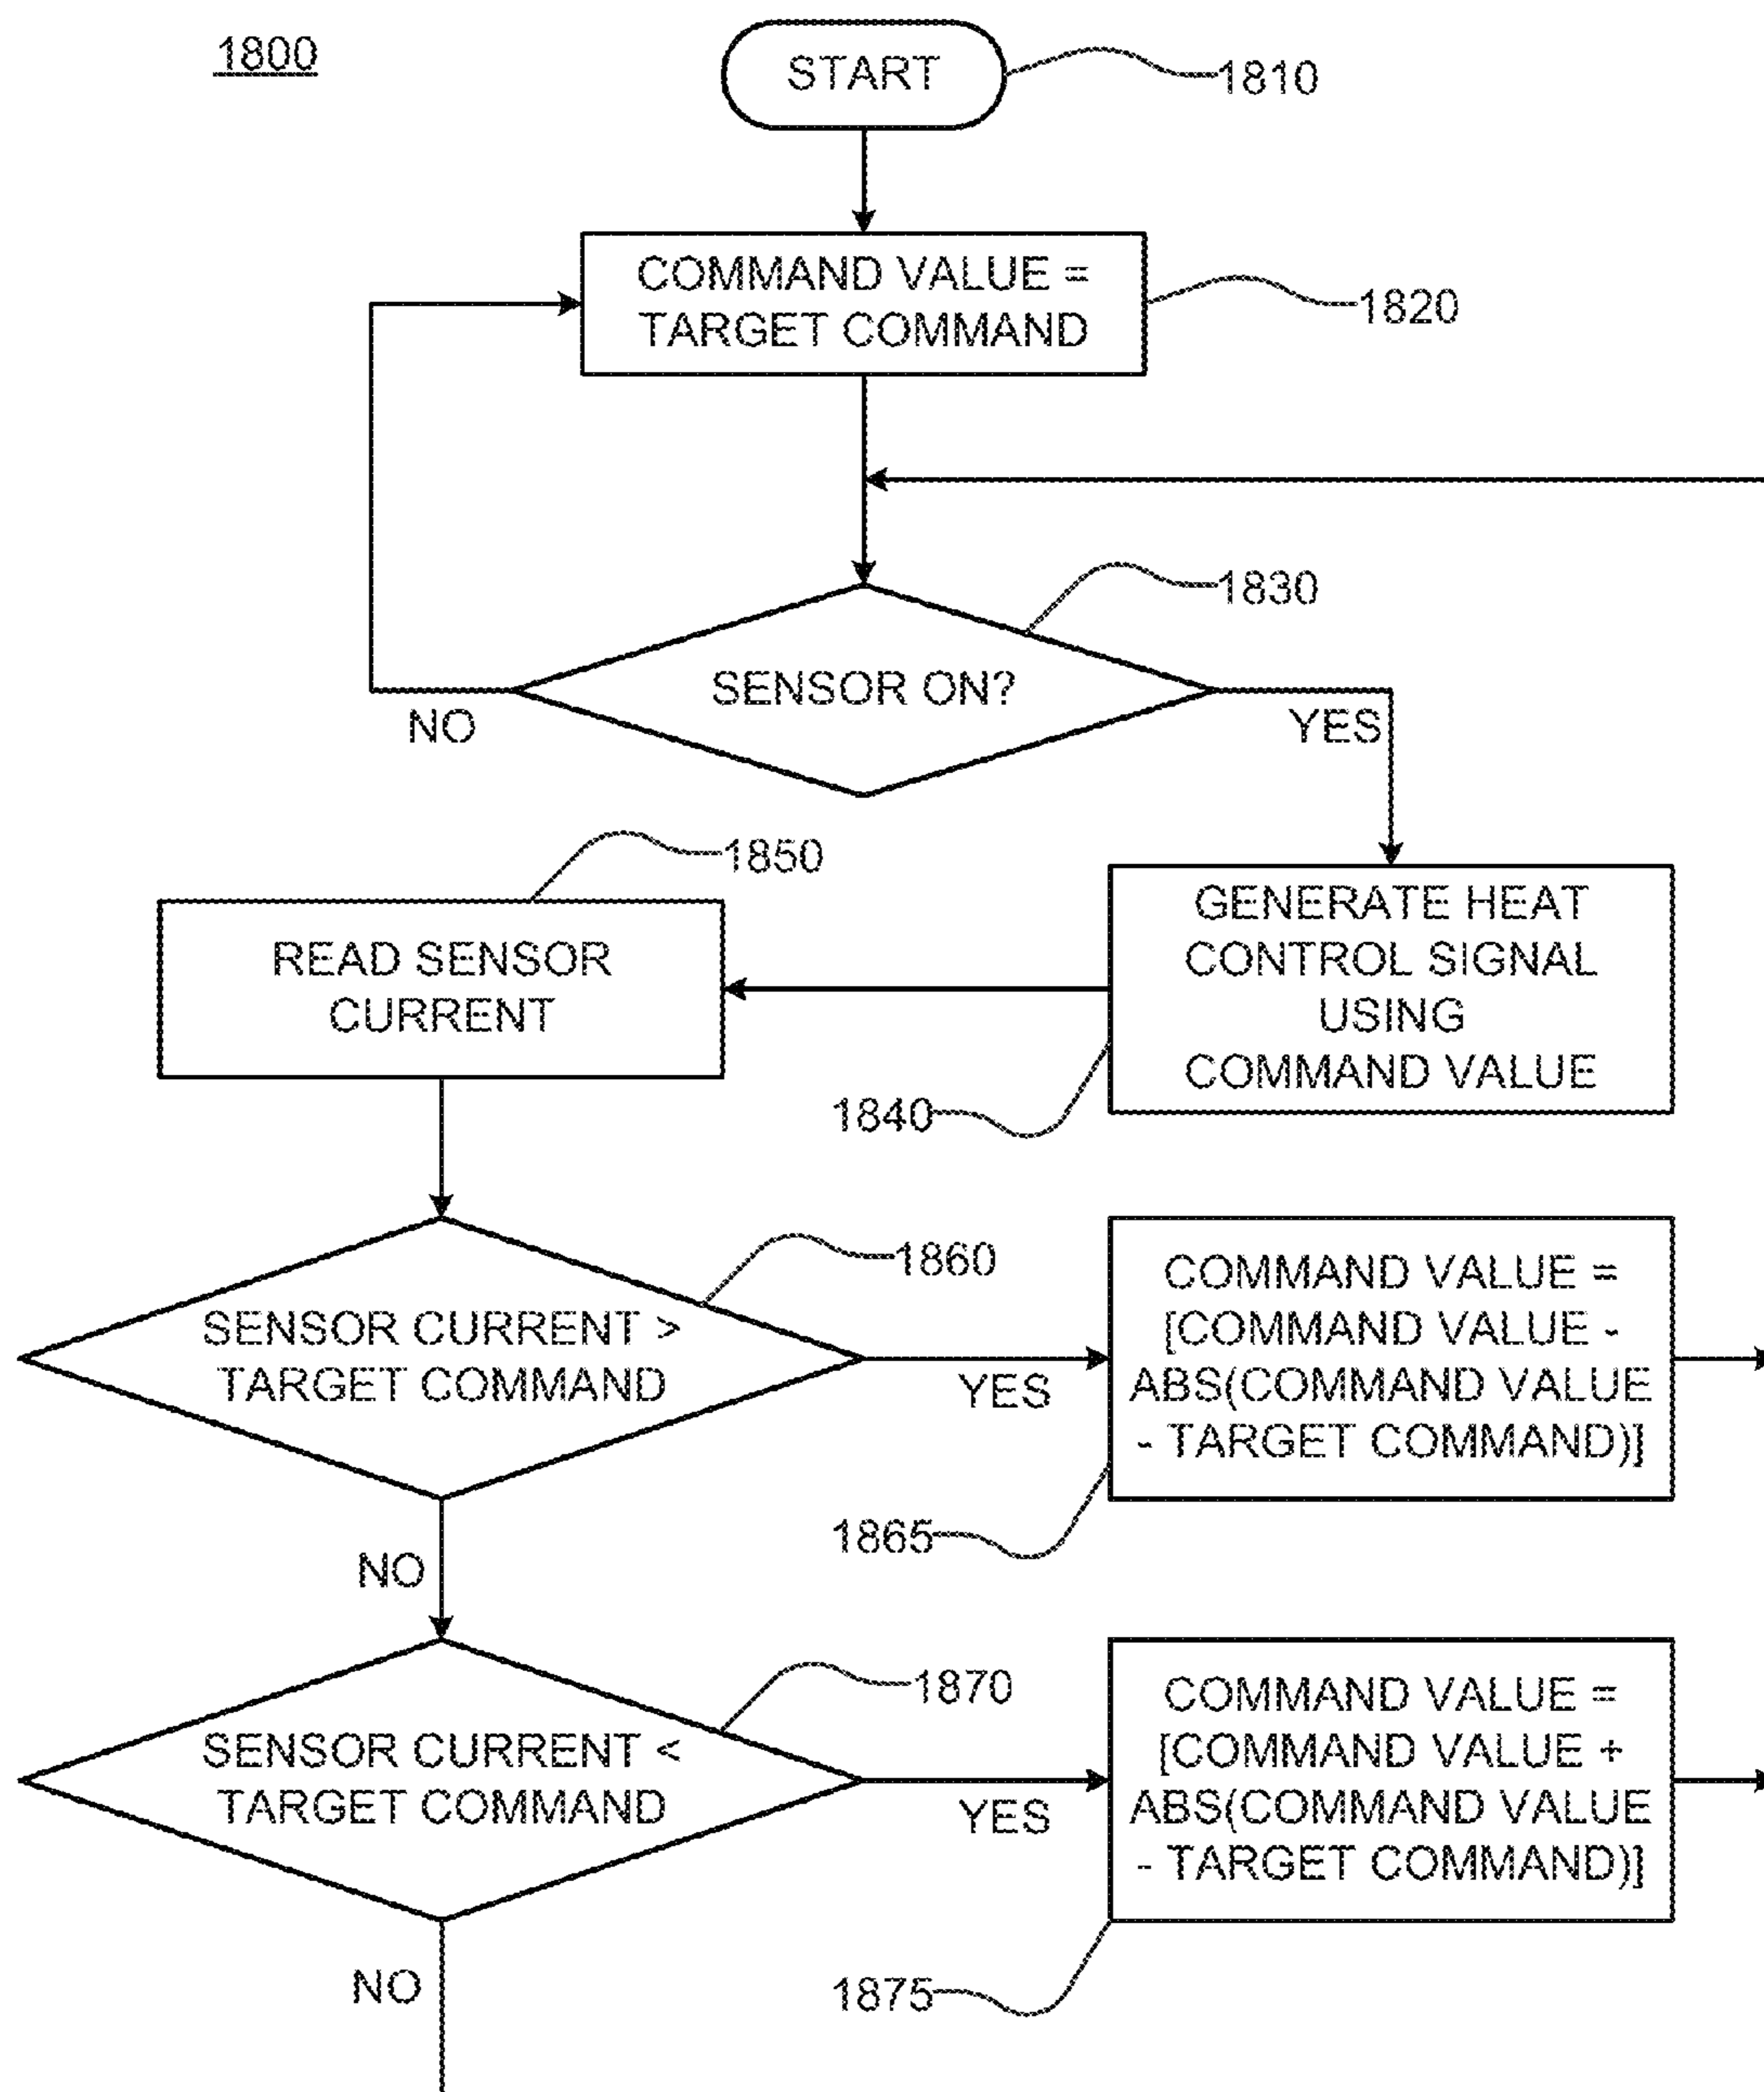 1800
START
1810
COMMAND VALUE =
TARGET COMMAND
1820
1830
SENSOR ON?
NO
YES
1850
GENERATE HEAT
CONTROL SIGNAL
USING
COMMAND VALUE
READ SENSOR
CURRENT
1840
1860
SENSOR CURRENT >
TARGET COMMAND
YES
COMMAND VALUE =
[COMMAND VALUE -
ABS(COMMAND VALUE
- TARGET COMMAND)]
1865
NO
1870
SENSOR CURRENT <
TARGET COMMAND
YES
COMMAND VALUE =
[COMMAND VALUE +
ABS(COMMAND VALUE
- TARGET COMMAND)]
NO
1875